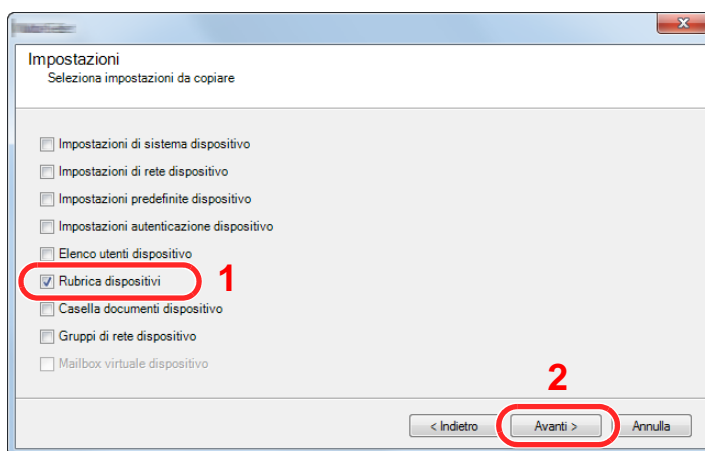 Impostazioni
Seleziona impostazioni da copiare
Impostazioni di sistema dispositivo
Impostazioni di rete dispositivo
Impostazioni predefinite dispositivo
Impostazioni autenticazione dispositivo
Elenco utenti dispositivo
Rubrica dispositivi 1
Casella documenti dispositivo
Gruppi di rete dispositivo
Mailbox virtuale dispositivo
2
< Indietro Avanti > Annulla